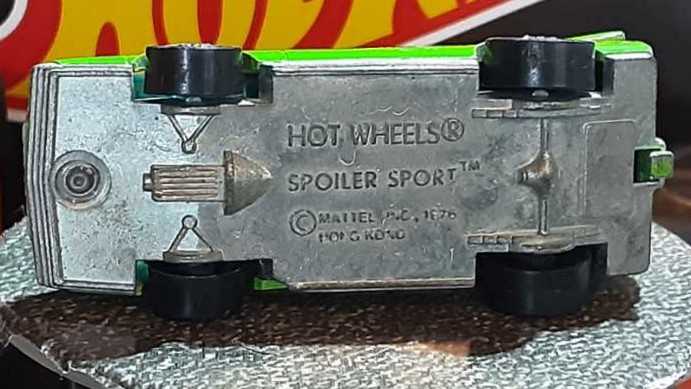 HOT WHEELS®
SPOILER SPORT™
© MATTEL, INC., 1976
HONG KONG